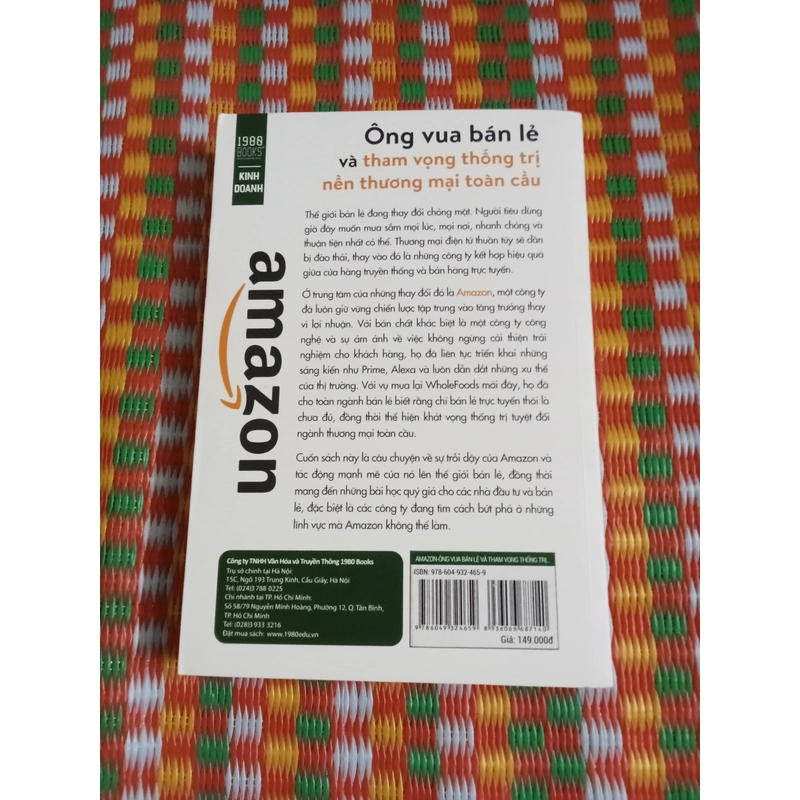 1980
BOOKS
KINH
DOANH
Ông vua bán lẻ
và tham vọng thống trị
nền thương mại toàn cầu
amazon
Thế giới bán lẻ đang thay đổi chóng mặt. Người tiêu dùng
giờ đây muốn mua sắm mọi lúc, mọi nơi, nhanh chóng và
thuận tiện nhất có thể. Thương mại điện tử thuần túy sẽ dần
bị đào thải, thay vào đó là những công ty kết hợp hiệu quả
giữa cửa hàng truyền thống và bán hàng trực tuyến.
Ở trung tâm của những thay đổi đó là Amazon, một công ty
đã luôn giữ vững chiến lược tập trung vào tăng trưởng thay
vì lợi nhuận. Với bản chất khác biệt là một công ty công
nghệ và sự ám ảnh về việc không ngừng cải thiện trải
nghiệm cho khách hàng, họ đã liên tục triển khai những
sáng kiến như Prime, Alexa và luôn dẫn dắt những xu thế
của thị trường. Với vụ mua lại WholeFoods mới đây, họ đã
cho toàn ngành bán lẻ biết rằng chỉ bán lẻ trực tuyến thôi là
chưa đủ, đồng thời thể hiện khát vọng thống trị tuyệt đối
ngành thương mại toàn cầu.
Cuốn sách này là câu chuyện về sự trỗi dậy của Amazon và
tác động mạnh mẽ của nó lên thế giới bán lẻ, đồng thời
mang đến những bài học quý giá cho các nhà đầu tư và bán
lẻ, đặc biệt là các công ty đang tìm cách bứt phá ở những
lĩnh vực mà Amazon không thể làm.
Công ty TNHH Văn Hóa và Truyền Thông 1980 Books
Trụ sở chính tại Hà Nội:
15C, Ngõ 193 Trung Kính, Cầu Giấy, Hà Nội
Tel: (024)3 788 0225
Chi nhánh tại TP. Hồ Chí Minh:
Số 58/79 Nguyễn Minh Hoàng, Phường 12, Q. Tân Bình,
TP. Hồ Chí Minh
Tel: (028)3 933 3216
Đặt mua sách: www.1980edu.vn
AMAZON-ÔNG VUA BÁN LẺ VÀ THAM VỌNG THỐNG TRỊ..
ISBN: 978-604-932-465-9
9 786049 324659
8 936066 687140
Giá: 149.000đ